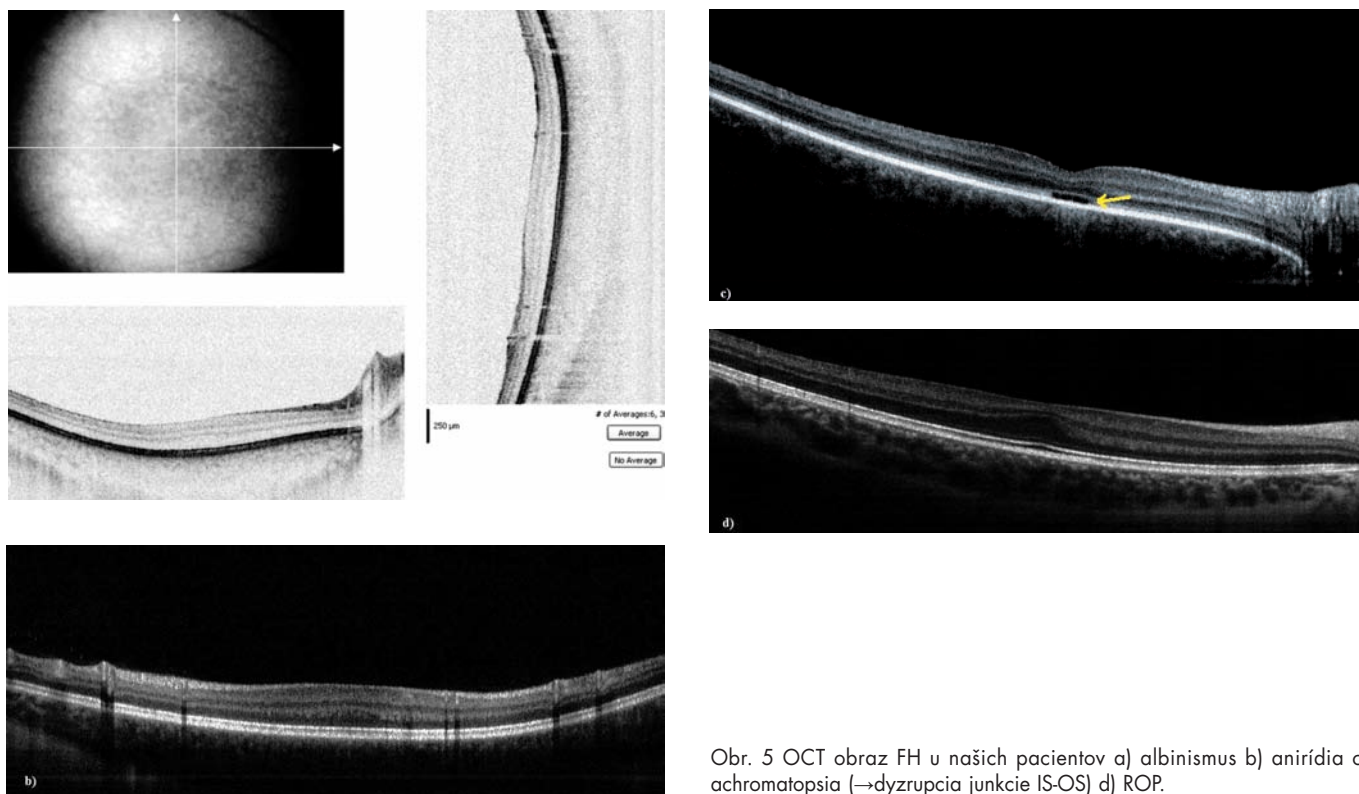 250 µm
# of Averages:6, 3
Average
No Average
b)
c)
d)
Obr. 5 OCT obraz FH u našich pacientov a) albinismus b) anirídia c
achromatopsia (→dyzrupcia junkcie IS-OS) d) ROP.